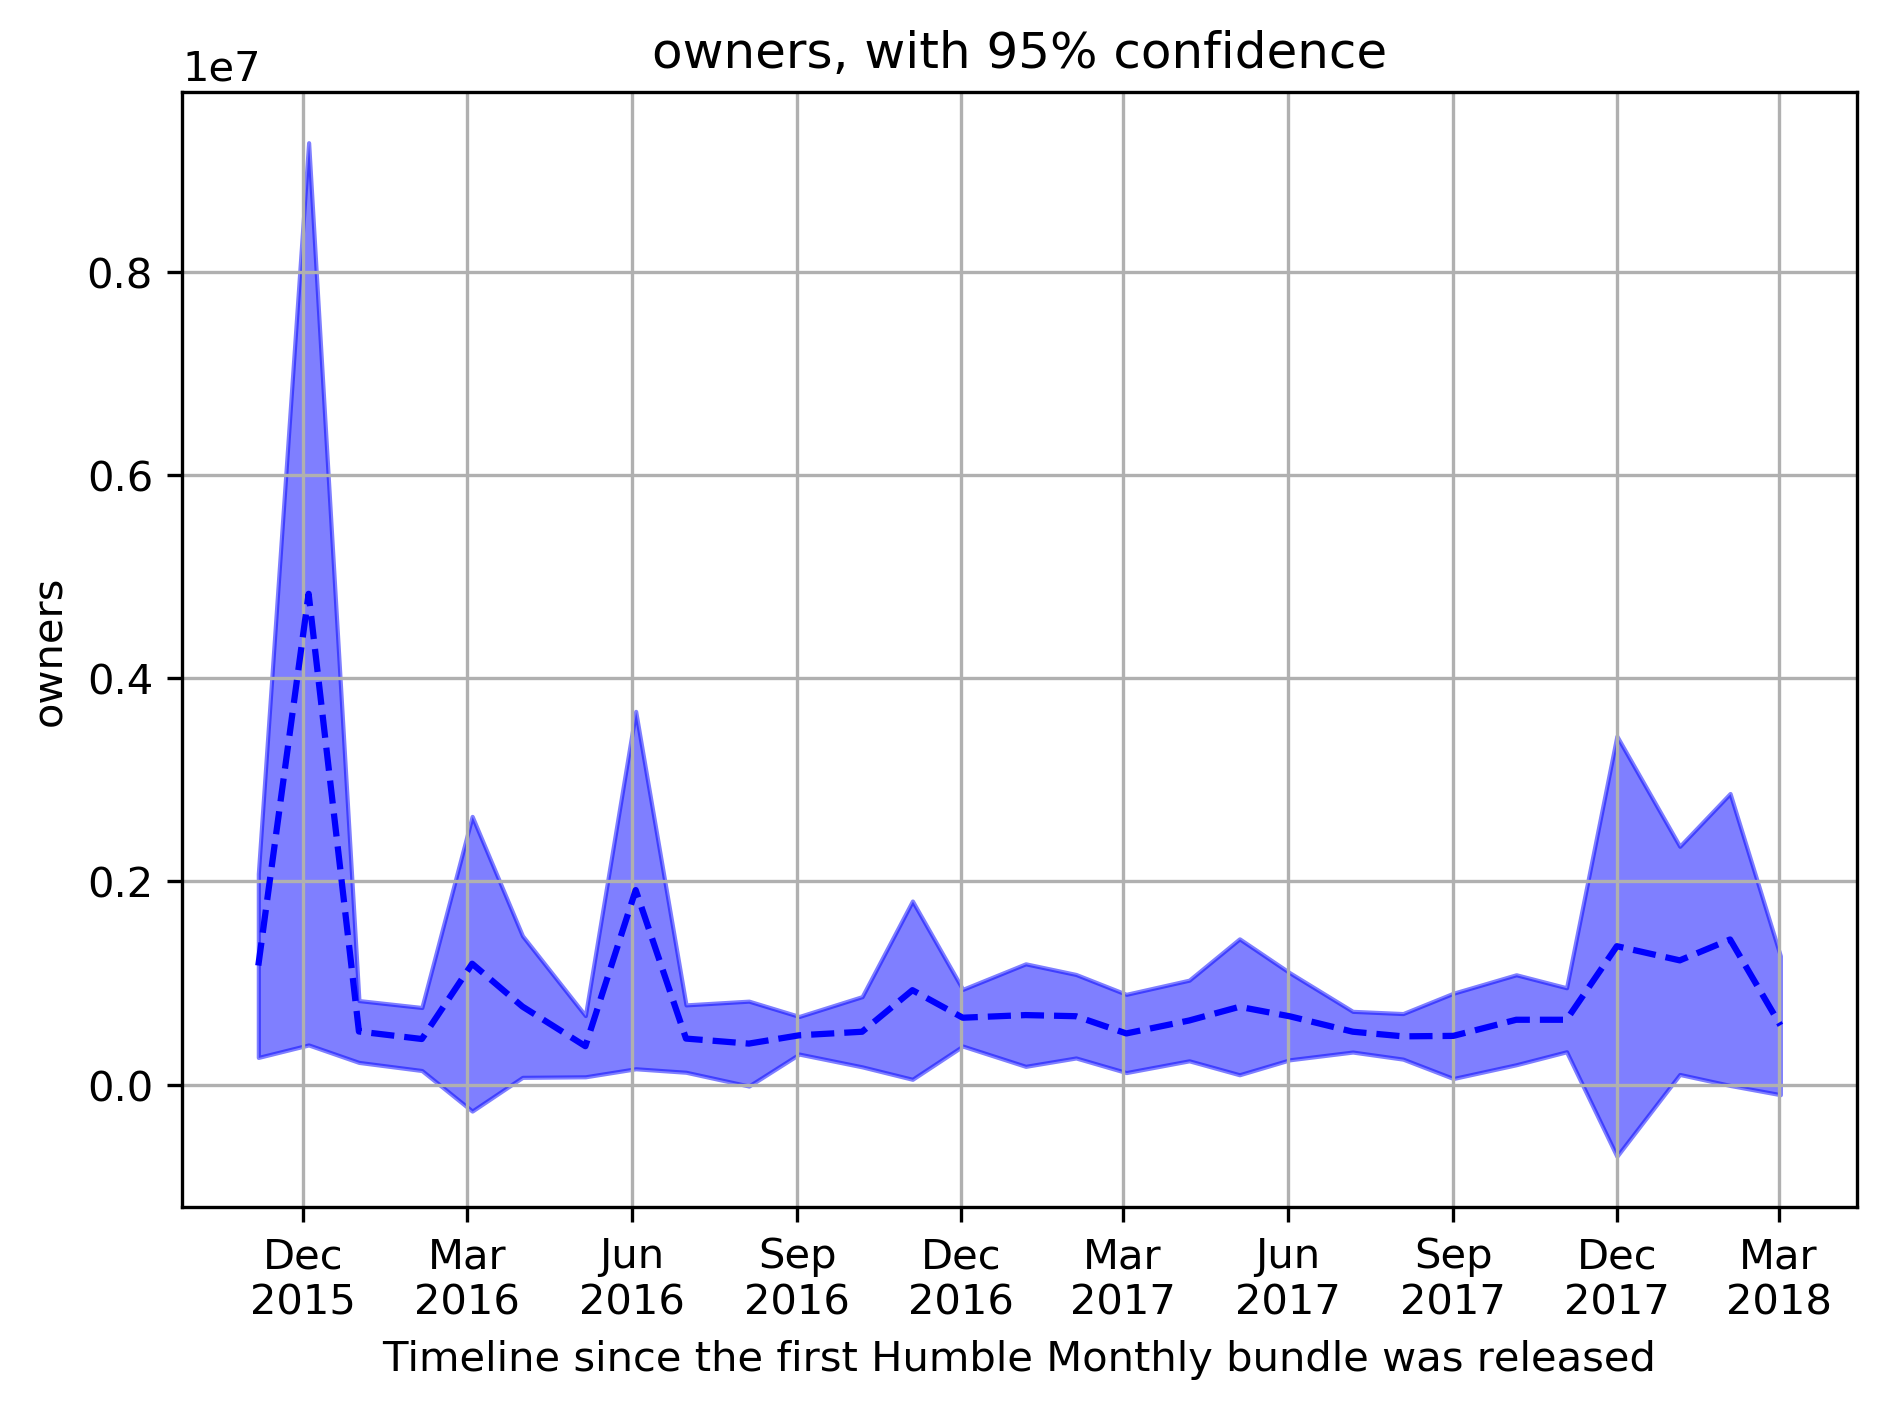 owners, with 95% confidence
1e7
0.8
0.6
0.4
0.2
0.0
owners
Dec Mar Jun Sep Dec Mar Jun Sep Dec Mar
2015 2016 2016 2016 2016 2017 2017 2017 2017 2018
Timeline since the first Humble Monthly bundle was released